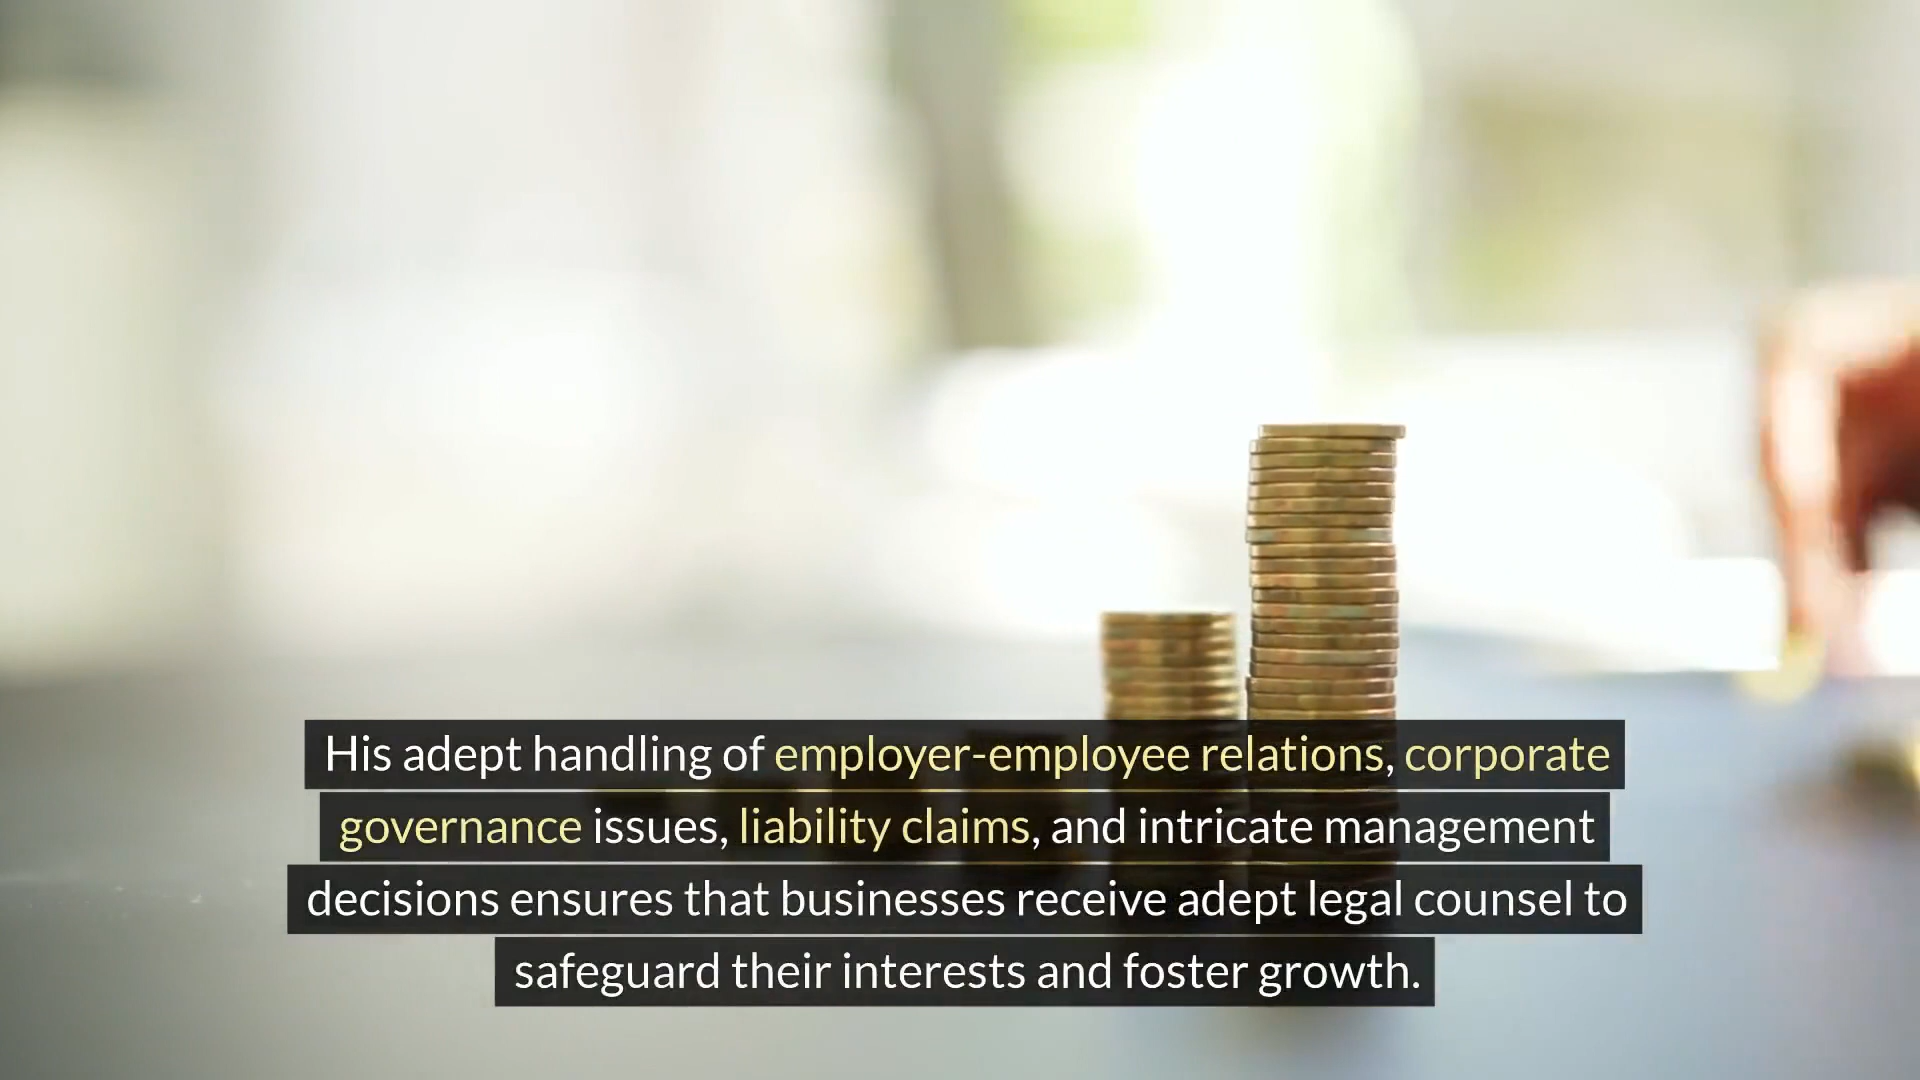 His adept handling of employer-employee relations, corporate
governance issues, liability claims, and intricate management
decisions ensures that businesses receive adept legal counsel to
safeguard their interests and foster growth.